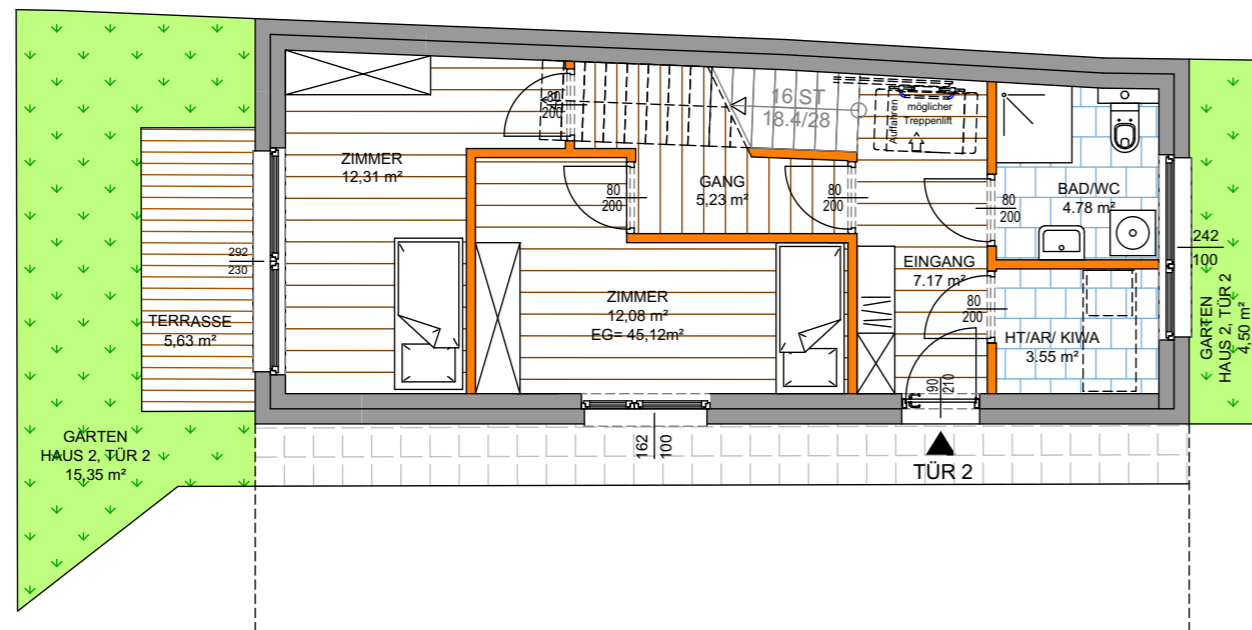 80
200
16 ST
18.4/28
Auffahren
möglicher
Treppenlift
ZIMMER
12,31 m²
80
200
GANG
5,23 m²
80
200
80
200
BAD/WC
4.78 m²
242
100
292
230
EINGANG
7.17 m²
ZIMMER
12,08 m²
EG= 45,12m²
80
200
HT/AR/ KIWA
3.55 m²
GARTEN
HAUS 2, TÜR 2
4,50 m²
TERRASSE
5,63 m²
90
210
GARTEN
HAUS 2, TÜR 2
15,35 m²
162
100
TÜR 2